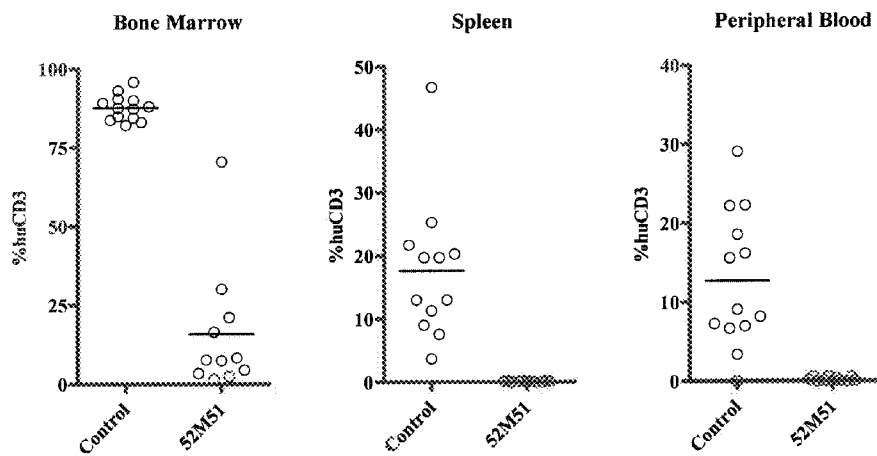 Bone Marrow
%huCD3
100
75
50
25
0
Control
52M51
Spleen
%huCD3
50
40
30
20
10
0
Control
52M51
Peripheral Blood
%huCD3
40
30
20
10
0
Control
52M51